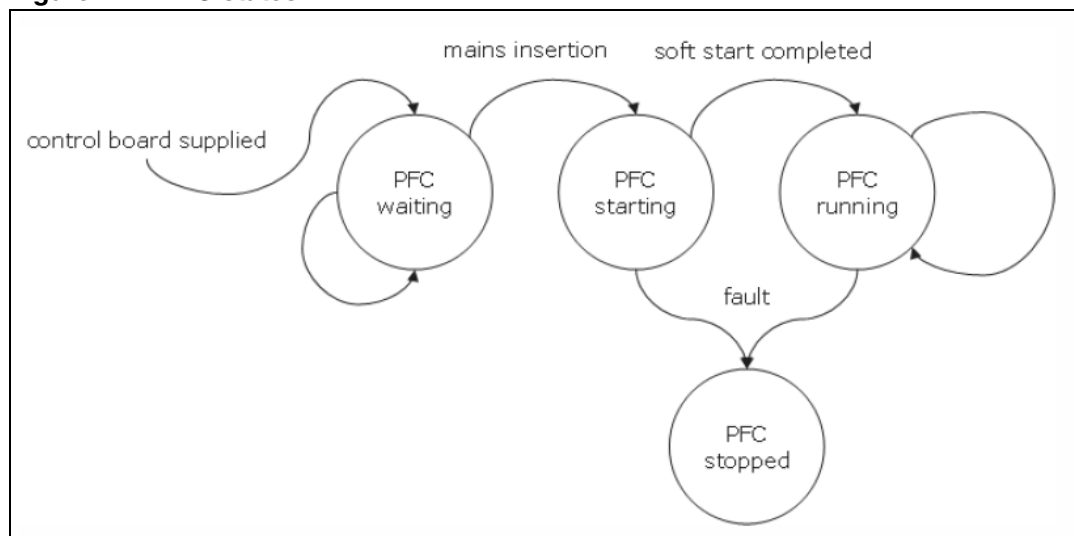 mains insertion
soft start completed
control board supplied
PFC
waiting
PFC
starting
PFC
running
fault
PFC
stopped